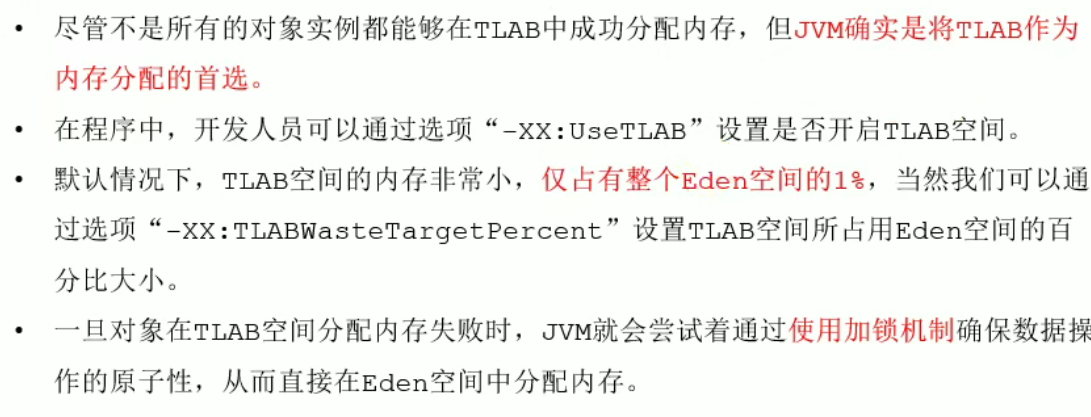 • 尽管不是所有的对象实例都能够在TLAB中成功分配内存，但JVM确实是将TLAB作为
内存分配的首选。
• 在程序中，开发人员可以通过选项“-XX:UseTLAB”设置是否开启TLAB空间。
• 默认情况下，TLAB空间的内存非常小，仅占有整个Eden空间的1%，当然我们可以通
过选项“-XX:TLABWasteTargetPercent”设置TLAB空间所占用Eden空间的百
分比大小。
• 一旦对象在TLAB空间分配内存失败时，JVM就会尝试着通过使用加锁机制确保数据操
作的原子性，从而直接在Eden空间中分配内存。